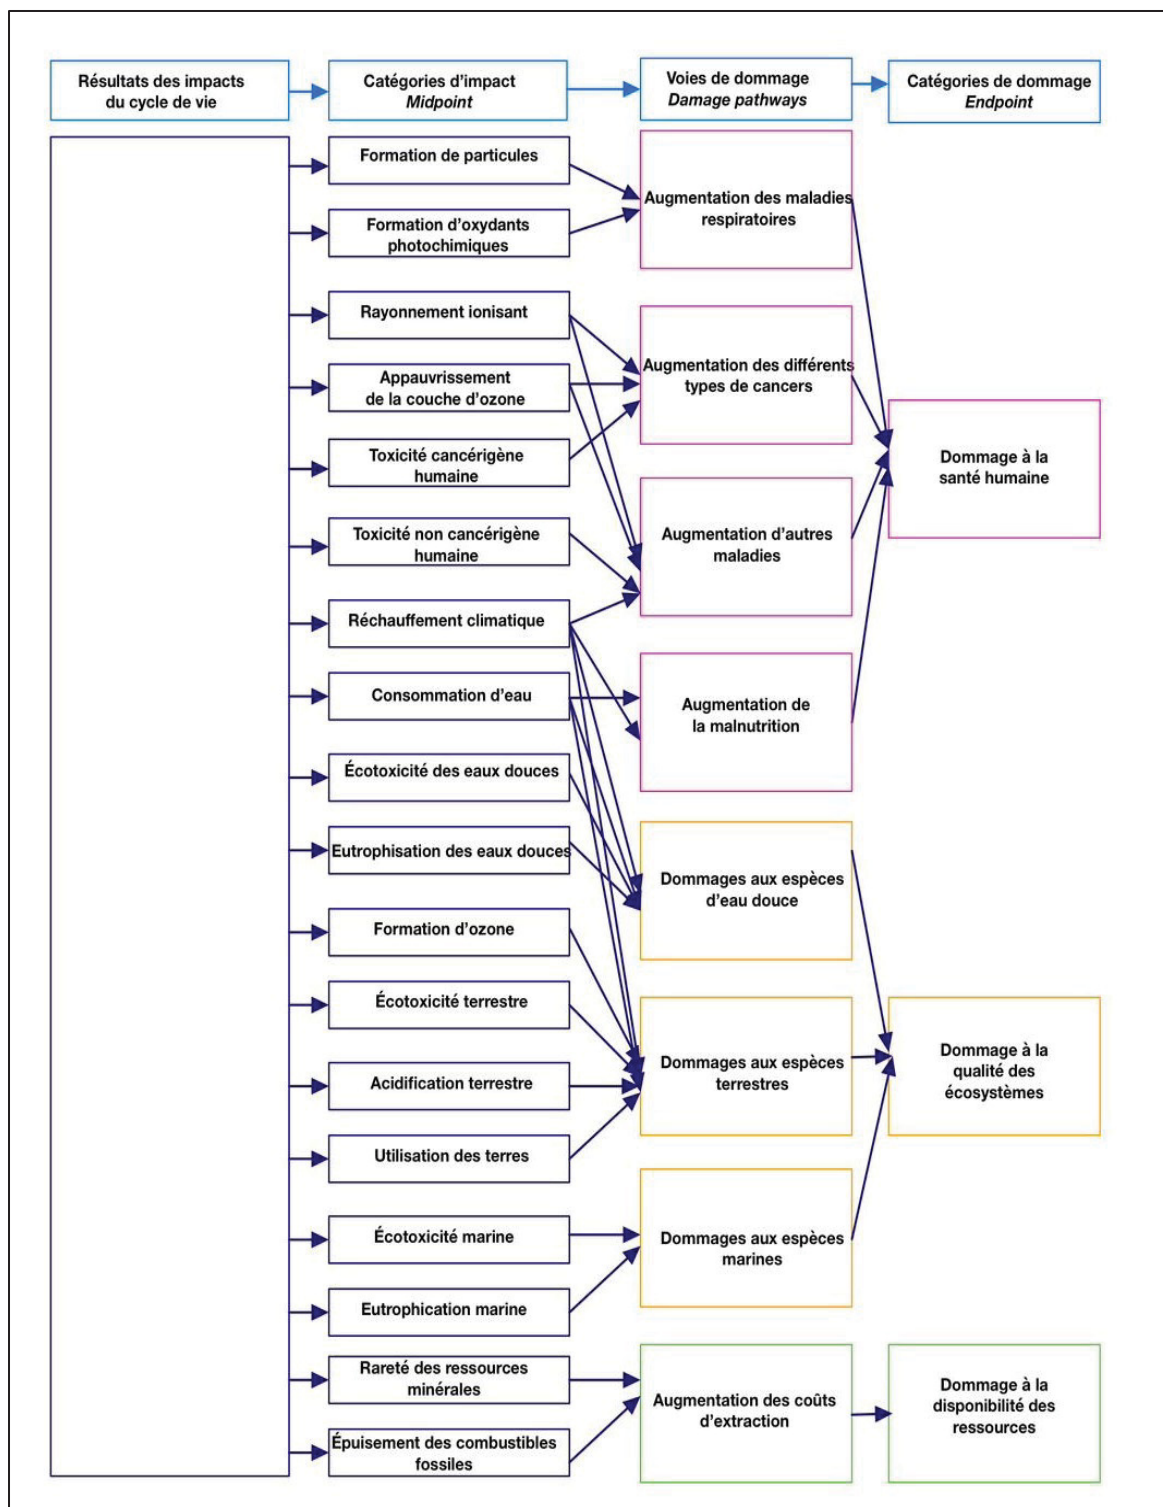 Résultats des impacts
du cycle de vie
Catégories d'impact
Midpoint
Voies de dommage
Damage pathways
Catégories de dommage
Endpoint
Formation de particules
Formation d'oxydants
photochimiques
Rayonnement ionisant
Appauvrissement
de la couche d'ozone
Toxicité cancérigène
humaine
Toxicité non cancérigène
humaine
Réchauffement climatique
Consommation d'eau
Écotoxicité des eaux douces
Eutrophisation des eaux douces
Formation d'ozone
Écotoxicité terrestre
Acidification terrestre
Utilisation des terres
Écotoxicité marine
Eutrophication marine
Rareté des ressources
minérales
Épuisement des combustibles
fossiles
Augmentation des maladies
respiratoires
Augmentation des différents
types de cancers
Augmentation d'autres
maladies
Augmentation de
la malnutrition
Dommages aux espèces
d'eau douce
Dommages aux espèces
terrestres
Dommages aux espèces
marines
Augmentation des coûts
d'extraction
Dommage à la
santé humaine
Dommage à la
qualité des
écosystèmes
Dommage à la
disponibilité des
ressources